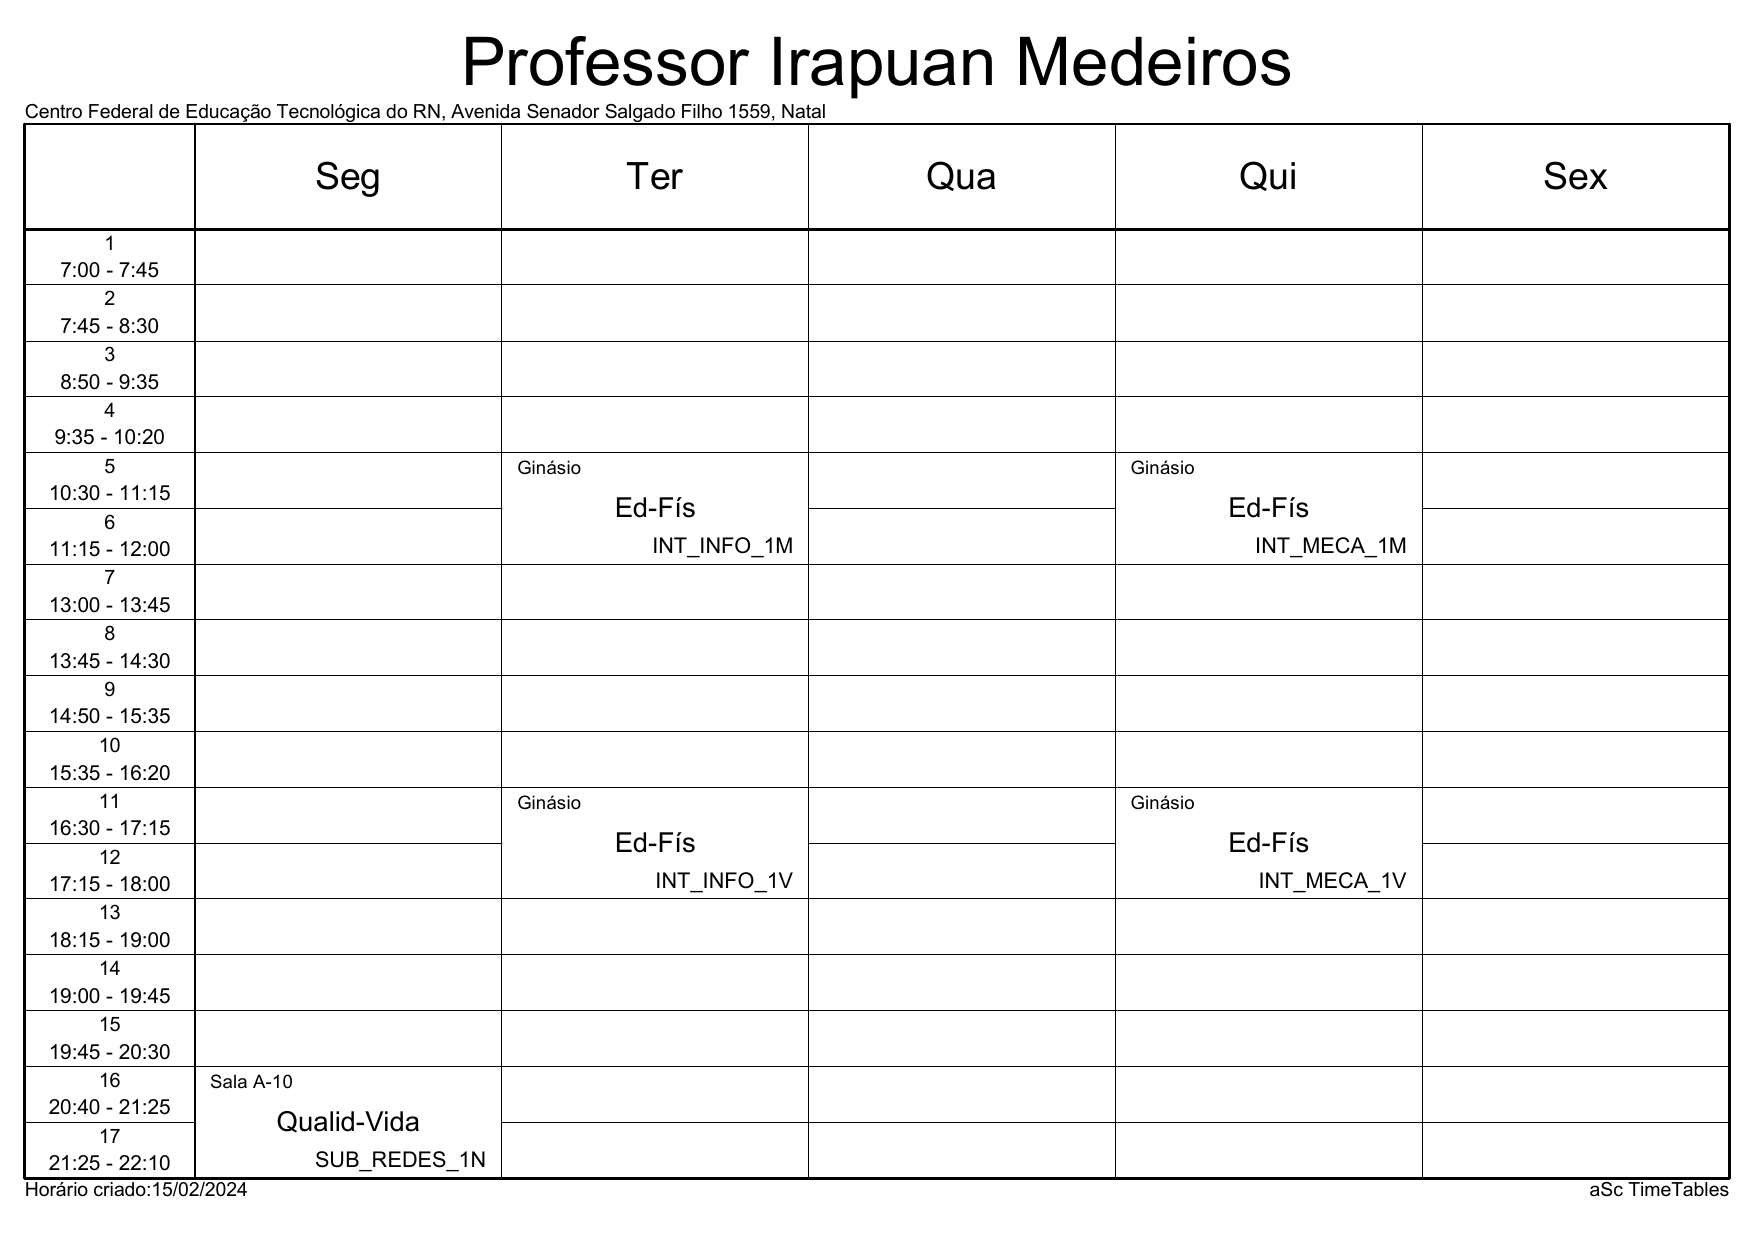 Professor Irapuan Medeiros
Centro Federal de Educação Tecnológica do RN, Avenida Senador Salgado Filho 1559, Natal
Seg Ter Qua Qui Sex
1
7:00 - 7:45
2
7:45 - 8:30
3
8:50 - 9:35
4
9:35 - 10:20
5
10:30 - 11:15
6
11:15 - 12:00
Ginásio
Ed-Fís
INT_INFO_1M
Ginásio
Ed-Fís
INT_MECA_1M
7
13:00 - 13:45
8
13:45 - 14:30
9
14:50 - 15:35
10
15:35 - 16:20
11
16:30 - 17:15
12
17:15 - 18:00
Ginásio
Ed-Fís
INT_INFO_1V
Ginásio
Ed-Fís
INT_MECA_1V
13
18:15 - 19:00
14
19:00 - 19:45
15
19:45 - 20:30
16
20:40 - 21:25
17
21:25 - 22:10
Sala A-10
Qualid-Vida
SUB_REDES_1N
Horário criado:15/02/2024
aSc TimeTables